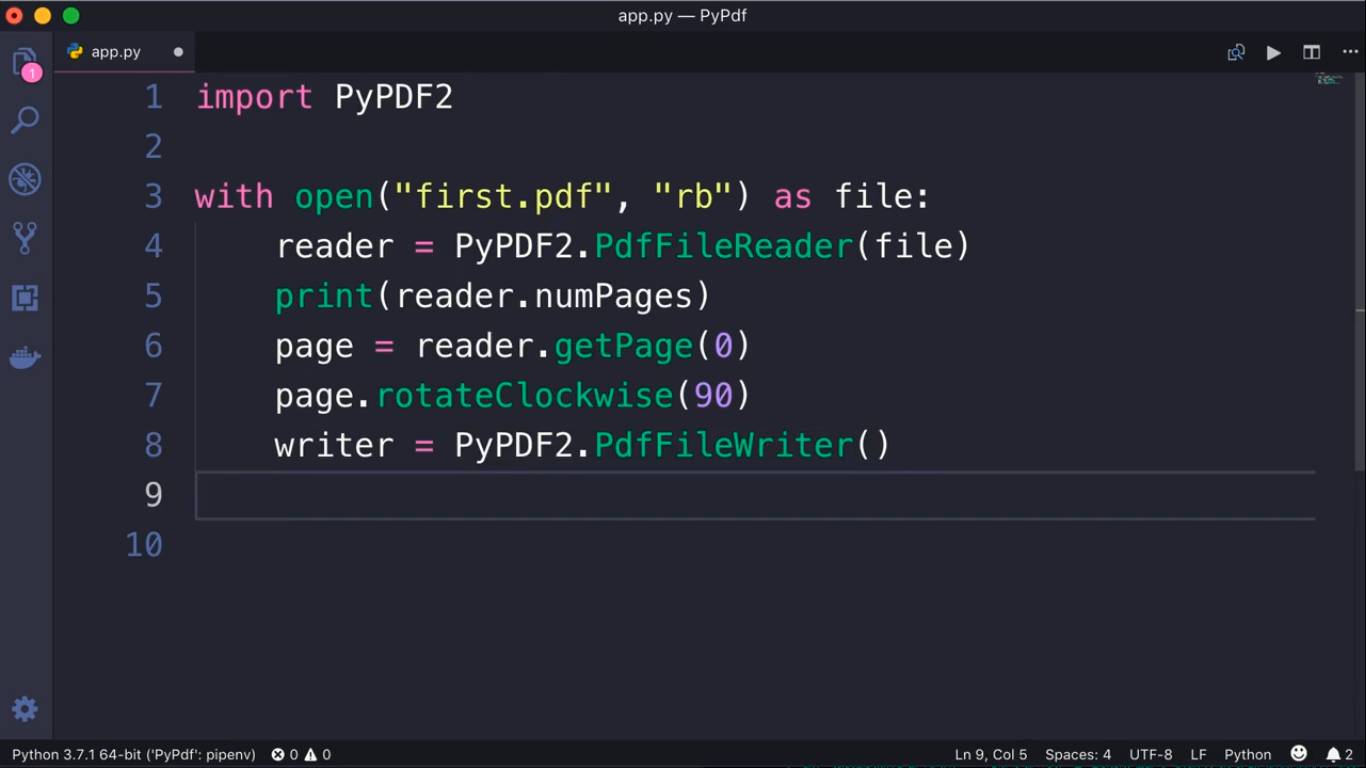 app.py — PyPdf
app.py
1
1 import PyPDF2
2
3 with open("first.pdf", "rb") as file:
4     reader = PyPDF2.PdfFileReader(file)
5     print(reader.numPages)
6     page = reader.getPage(0)
7     page.rotateClockwise(90)
8     writer = PyPDF2.PdfFileWriter()
9
10
Python 3.7.1 64-bit ('PyPdf': pipenv) 0 0 Ln 9, Col 5 Spaces: 4 UTF-8 LF Python 2